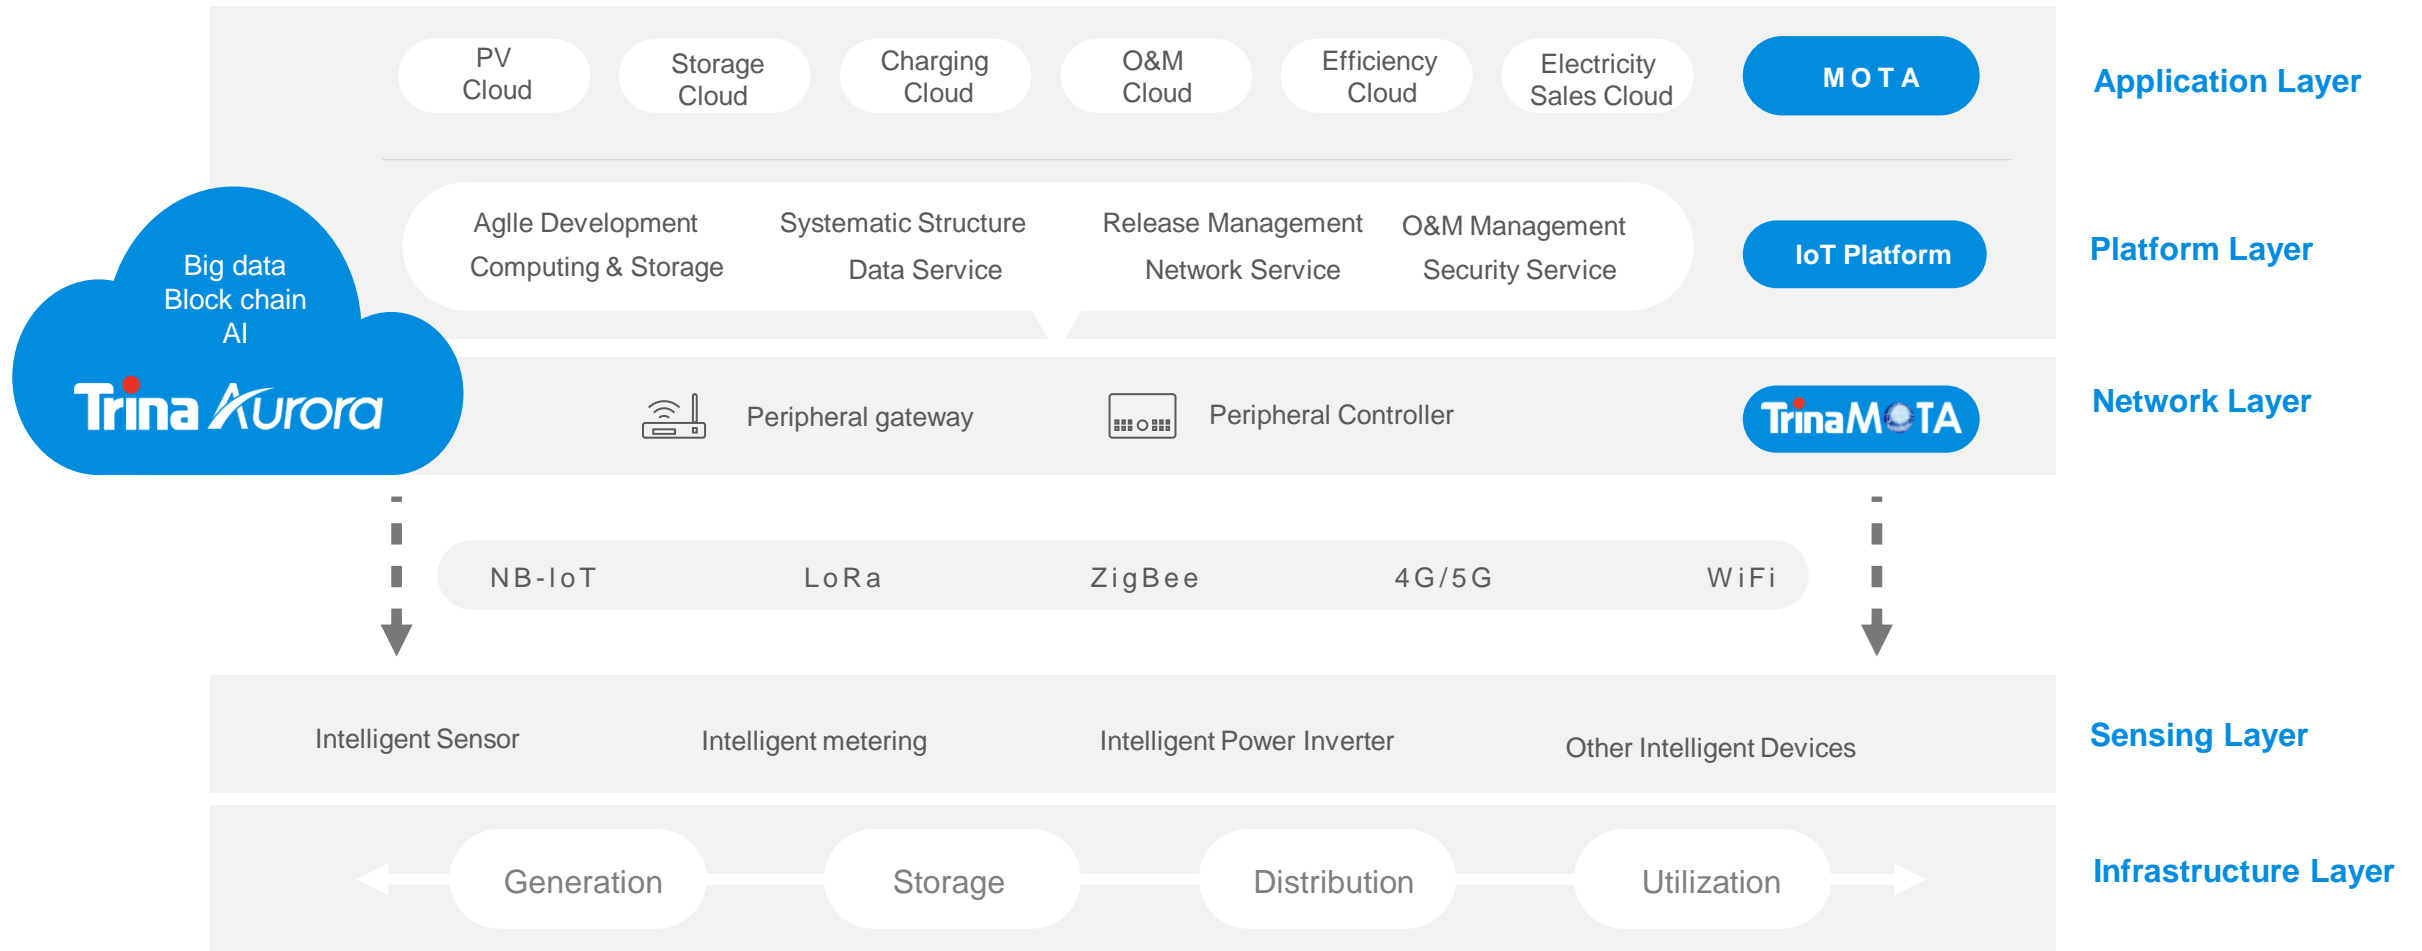 PV
Cloud
Storage
Cloud
Charging
Cloud
O&M
Cloud
Efficiency
Cloud
Electricity
Sales Cloud
MOTA
Application Layer
Aglle Development
Systematic Structure
Release Management
O&M Management
Computing & Storage
Data Service
Network Service
Security Service
IoT Platform
Platform Layer
Big data
Block chain
AI
Trina Aurora
Peripheral gateway
Peripheral Controller
TrinaMOTA
Network Layer
NB-IoT
LoRa
ZigBee
4G/5G
WiFi
Intelligent Sensor
Intelligent metering
Intelligent Power Inverter
Other Intelligent Devices
Sensing Layer
Generation
Storage
Distribution
Utilization
Infrastructure Layer